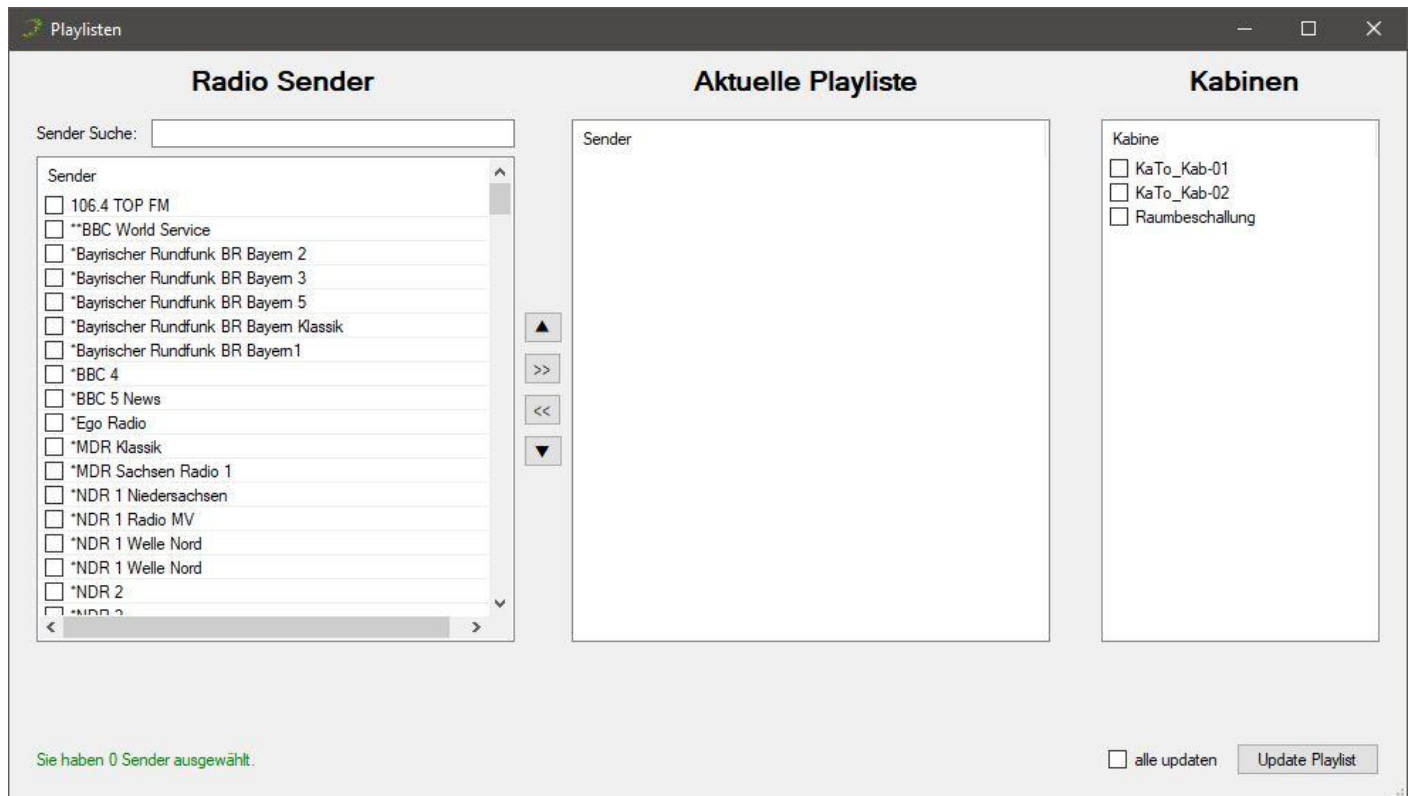 Playlisten
Radio Sender
Aktuelle Playliste
Kabinen
Sender Suche:
Sender
106.4 TOP FM
**BBC World Service
*Bayrischer Rundfunk BR Bayern 2
*Bayrischer Rundfunk BR Bayern 3
*Bayrischer Rundfunk BR Bayern 5
*Bayrischer Rundfunk BR Bayern Klassik
*Bayrischer Rundfunk BR Bayern1
*BBC 4
*BBC 5 News
*Ego Radio
*MDR Klassik
*MDR Sachsen Radio 1
*NDR 1 Niedersachsen
*NDR 1 Radio MV
*NDR 1 Welle Nord
*NDR 1 Welle Nord
*NDR 2
>>
<<
Sender
Kabine
KaTo_Kab-01
KaTo_Kab-02
Raumbeschallung
Sie haben 0 Sender ausgewählt.
alle updaten
Update Playlist